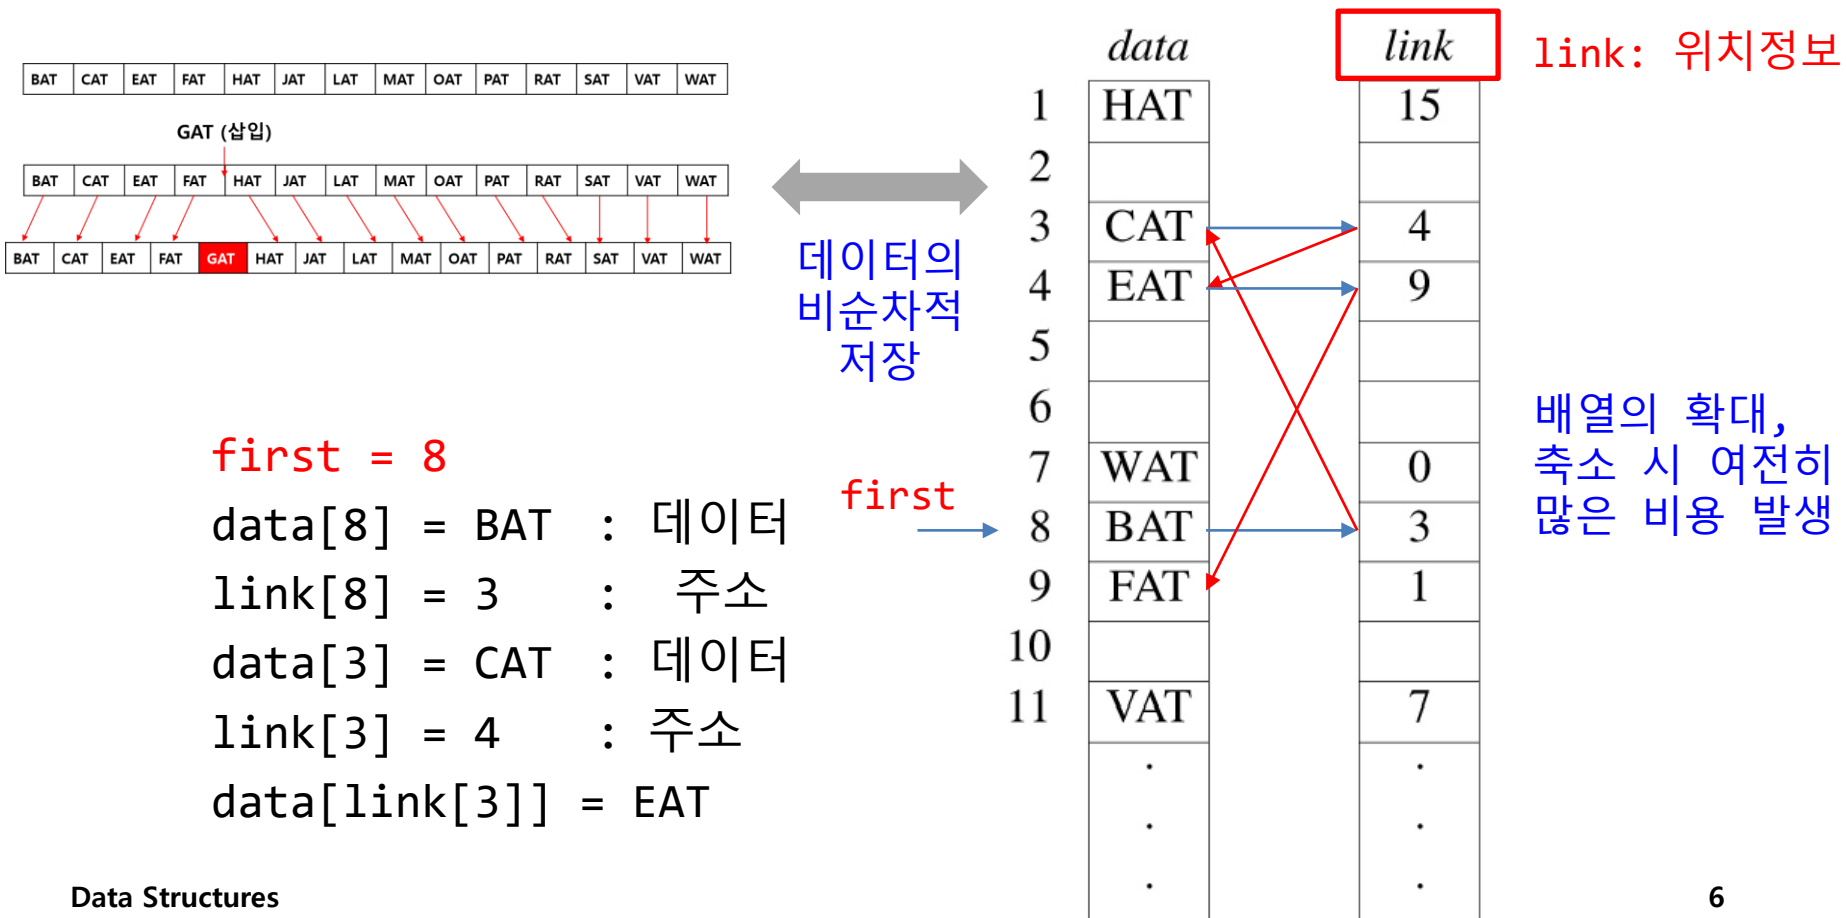 BAT CAT EAT FAT HAT JAT LAT MAT OAT PAT RAT SAT VAT WAT
GAT (삽입)
BAT CAT EAT FAT HAT JAT LAT MAT OAT PAT RAT SAT VAT WAT
BAT CAT EAT FAT GAT HAT JAT LAT MAT OAT PAT RAT SAT VAT WAT
데이터의
비순차적
저장
first = 8
data[8] = BAT : 데이터
link[8] = 3 : 주소
data[3] = CAT : 데이터
link[3] = 4 : 주소
data[link[3]] = EAT
first
data link
1 HAT 15
2
3 CAT 4
4 EAT 9
5
6
7 WAT 0
8 BAT 3
9 FAT 1
10
11 VAT 7
. .
. .
. .
link: 위치정보
배열의 확대,
축소 시 여전히
많은 비용 발생
Data Structures
6